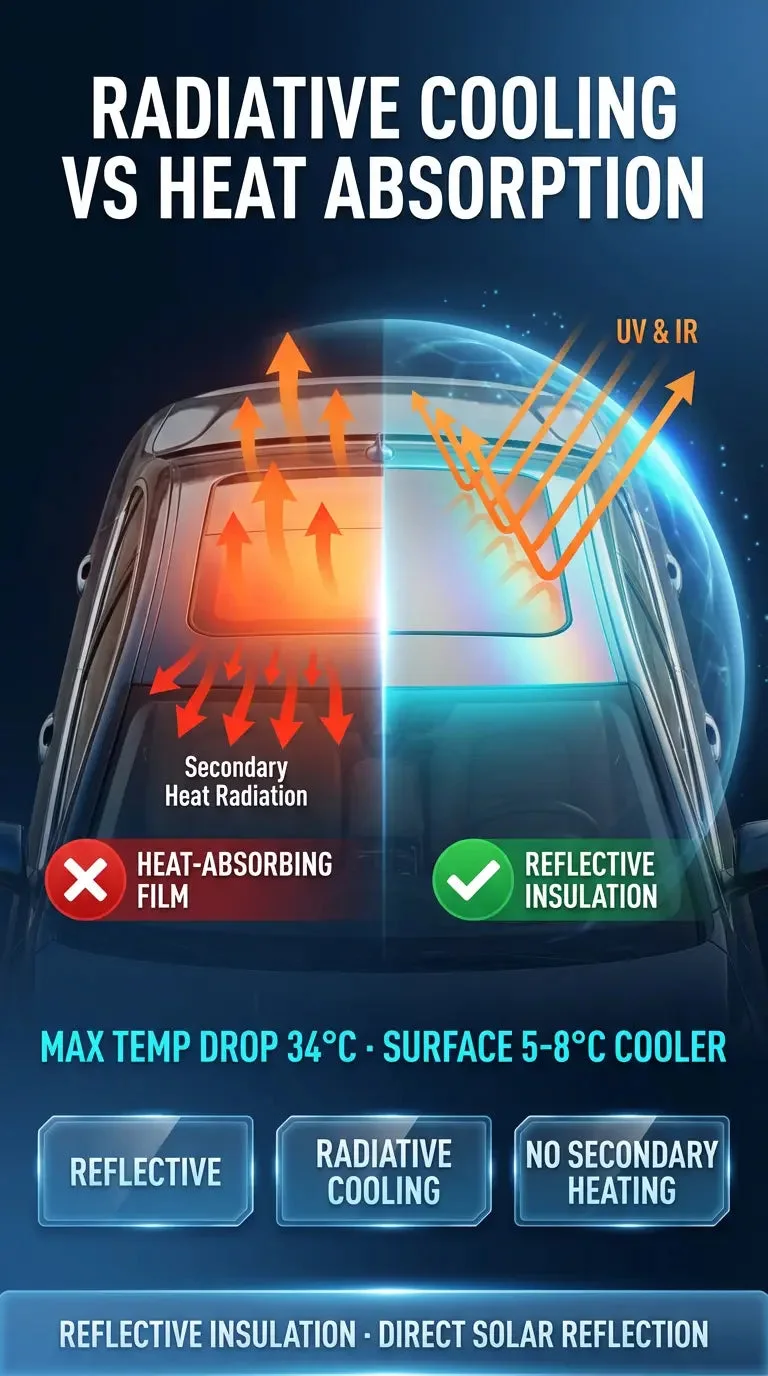 RADIATIVE COOLING
VS HEAT ABSORPTION
UV & IR
Secondary
Heat Radiation
HEAT-ABSORBING
FILM
REFLECTIVE
INSULATION
MAX TEMP DROP 34°C · SURFACE 5-8°C COOLER
REFLECTIVE
RADIATIVE
COOLING
NO SECONDARY
HEATING
REFLECTIVE INSULATION · DIRECT SOLAR REFLECTION